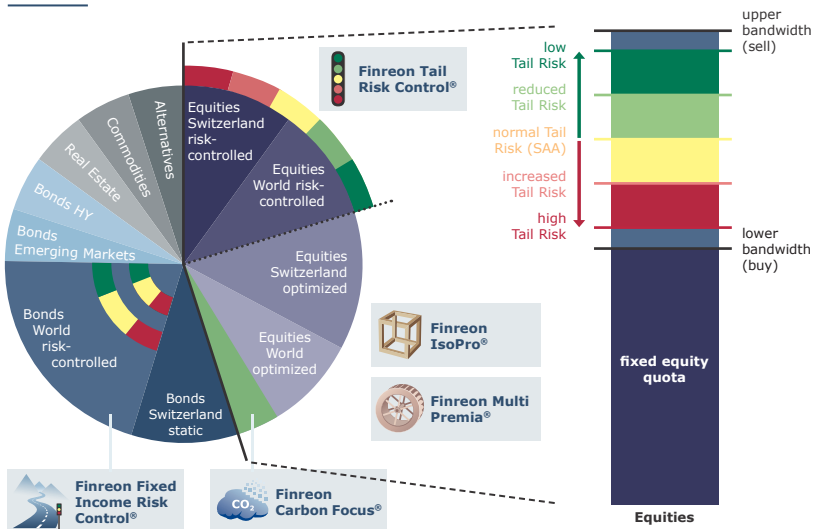 Finreon Tail
Risk Control®
Equities
Switzerland
risk-
controlled
Equities
World risk-
controlled
Equities
Switzerland
optimized
Equities
World
optimized
Bonds
Switzerland
static
Bonds
World
risk-
controlled
Bonds
Emerging Markets
Bonds HY
Real Estate
Commodities
Alternatives
Finreon
IsoPro®
Finreon Multi
Premia®
Finreon Fixed
Income Risk
Control®
CO2
Finreon
Carbon Focus®
upper
bandwidth
(sell)
low
Tail Risk
reduced
Tail Risk
normal Tail
Risk (SAA)
increased
Tail Risk
high
Tail Risk
lower
bandwidth
(buy)
fixed equity
quota
Equities